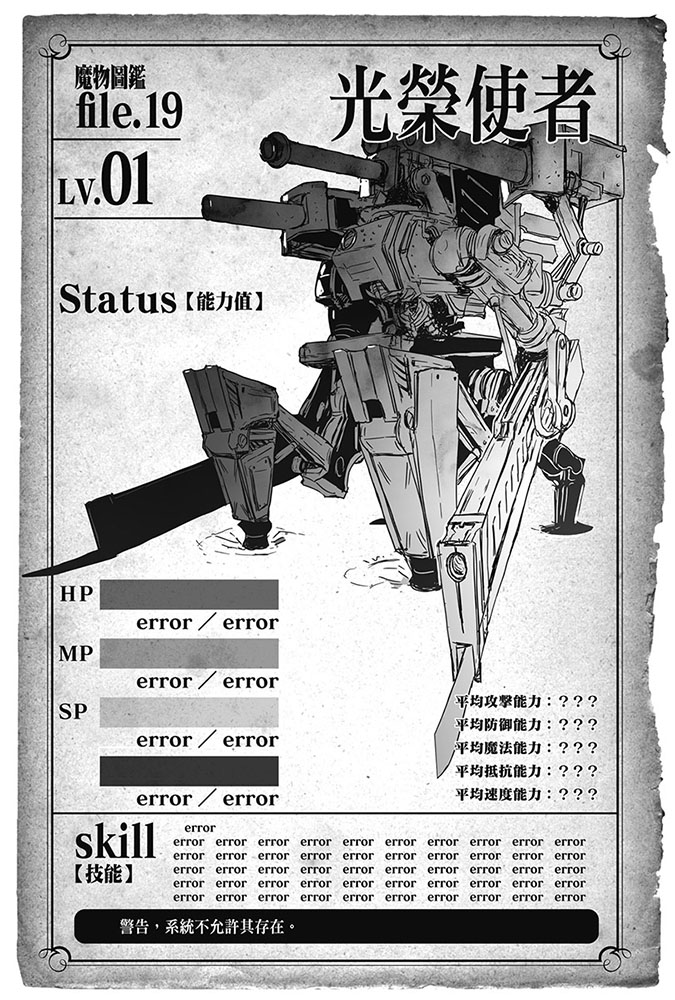 魔物圖鑑
file.19
光榮使者
LV.01
Status【能力值】
HP
error／error
MP
error／error
SP
error／error
error／error
平均攻擊能力：？？？
平均防御能力：？？？
平均魔法能力：？？？
平均抵抗能力：？？？
平均速度能力：？？？
skill
【技能】
error
error error error error error error error error error error
error error error error error error error error error error
error error error error error error error error error error
error error error error error error error error error error
error error error error error error error error error error
警告，系統不允許其存在。